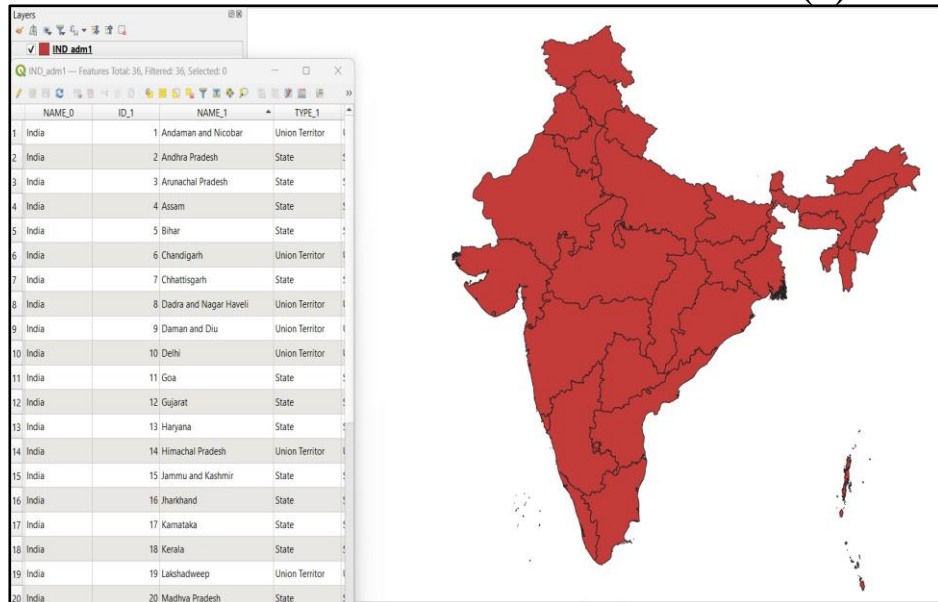 (a)
Layers
IND adm1
IND_adm1 — Features Total: 36, Filtered: 36, Selected: 0
NAME_0 ID_1 NAME_1 TYPE_1
1 India 1 Andaman and Nicobar Union Territor
2 India 2 Andhra Pradesh State
3 India 3 Arunachal Pradesh State
4 India 4 Assam State
5 India 5 Bihar State
6 India 6 Chandigarh Union Territor
7 India 7 Chhattisgarh State
8 India 8 Dadra and Nagar Haveli Union Territor
9 India 9 Daman and Diu Union Territor
10 India 10 Delhi Union Territor
11 India 11 Goa State
12 India 12 Gujarat State
13 India 13 Haryana State
14 India 14 Himachal Pradesh Union Territor
15 India 15 Jammu and Kashmir State
16 India 16 Jharkhand State
17 India 17 Karnataka State
18 India 18 Kerala State
19 India 19 Lakshadweep Union Territor
20 India 20 Madhya Pradesh State